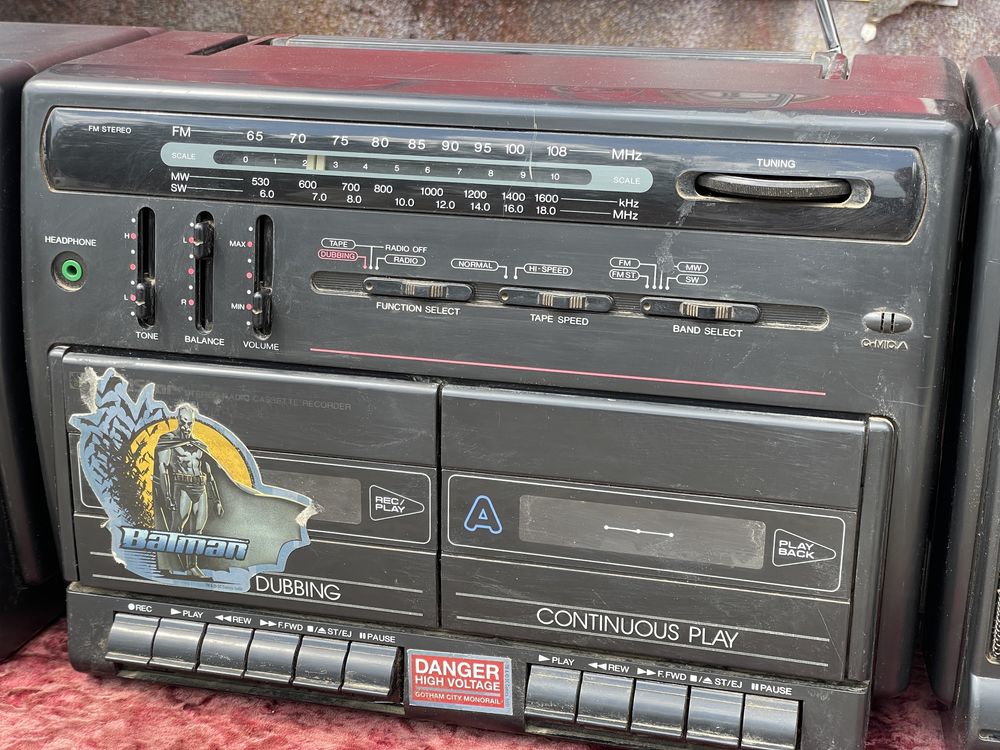 FM STEREO
FM 65 70 75 80 85 90 95 100 108 MHz
SCALE 0 1 2 3 4 5 6 7 8 9 10 SCALE
MW 530 600 700 800 1000 1200 1400 1600 kHz
SW 6.0 7.0 8.0 10.0 12.0 14.0 16.0 18.0 MHz
TUNING
HEADPHONE
H
L
TONE
L
R
BALANCE
MAX
MIN
VOLUME
TAPE
DUBBING
RADIO OFF
RADIO
FUNCTION SELECT
NORMAL
HI-SPEED
TAPE SPEED
FM
FM ST.
MW
SW
BAND SELECT
RADIO CASSETTE RECORDER
Batman
REC/
PLAY
DUBBING
A
PLAY
BACK
CONTINUOUS PLAY
REC PLAY REW F.FWD ST/EJ PAUSE
DANGER
HIGH VOLTAGE
GOTHAM CITY MONORAIL
PLAY REW F.FWD ST/EJ PAUSE